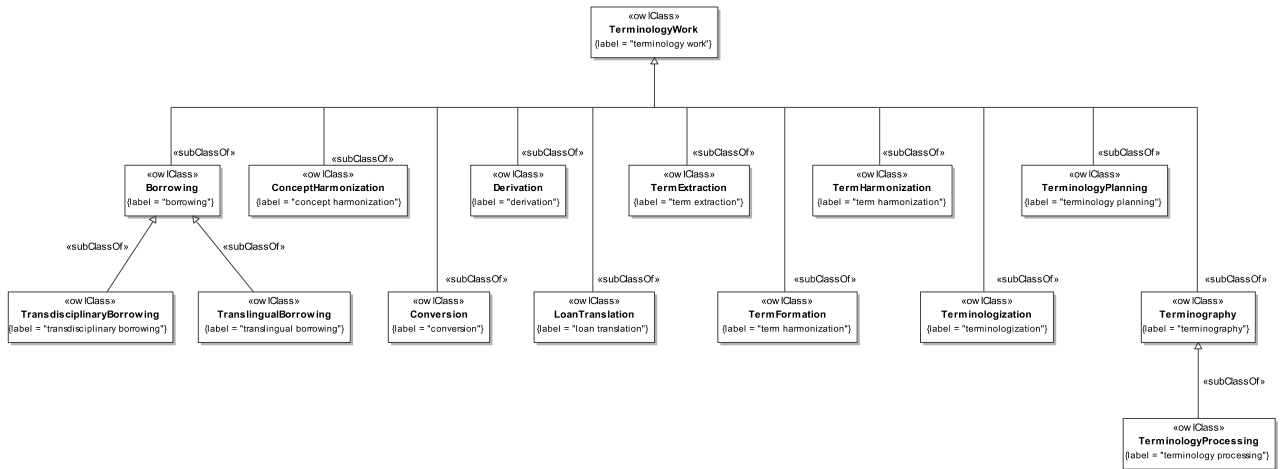 «owlClass»
TerminologyWork
{label = "terminology work"}
«subClassOf»
«subClassOf»
«subClassOf»
«subClassOf»
«subClassOf»
«subClassOf»
«owlClass»
Borrowing
{label = "borrowing"}
«owlClass»
ConceptHarmonization
{label = "concept harmonization"}
«owlClass»
Derivation
{label = "derivation"}
«owlClass»
TermExtraction
{label = "term extraction"}
«owlClass»
TermHarmonization
{label = "term harmonization"}
«owlClass»
TerminologyPlanning
{label = "terminology planning"}
«subClassOf»
«subClassOf»
«subClassOf»
«subClassOf»
«subClassOf»
«subClassOf»
«subClassOf»
«owlClass»
TransdisciplinaryBorrowing
{label = "transdisciplinary borrowing"}
«owlClass»
TranslingualBorrowing
{label = "translingual borrowing"}
«owlClass»
Conversion
{label = "conversion"}
«owlClass»
LoanTranslation
{label = "loan translation"}
«owlClass»
TermFormation
{label = "term harmonization"}
«owlClass»
Terminologization
{label = "terminologization"}
«owlClass»
Terminography
{label = "terminography"}
«subClassOf»
«owlClass»
TerminologyProcessing
{label = "terminology processing"}